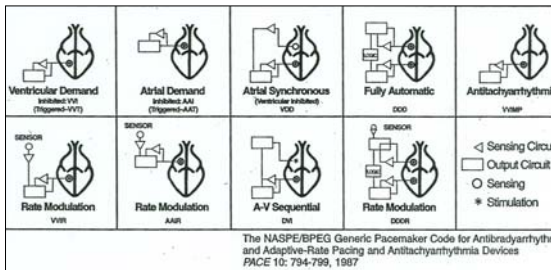 Ventricular Demand
Inhibited: VVI
(Triggered-VVT)
Atrial Demand
Inhibited: AAI
(Triggered-AAT)
Atrial Synchronous
(Ventricular Inhibited)
VDD
LOGIC
Fully Automatic
DDD
Antitachyarrhythmi
VVIMP
SENSOR
Rate Modulation
VVIR
SENSOR
Rate Modulation
AAIR
A-V Sequential
DVI
SENSOR
LOGIC
Rate Modulation
DDDR
Sensing Circui
Output Circuit
Sensing
* Stimulation
The NASPE/BPEG Generic Pacemaker Code for Antibradyarrhyth
and Adaptive-Rate Pacing and Antitachyarrhythmia Devices
PACE 10: 794-799, 1987